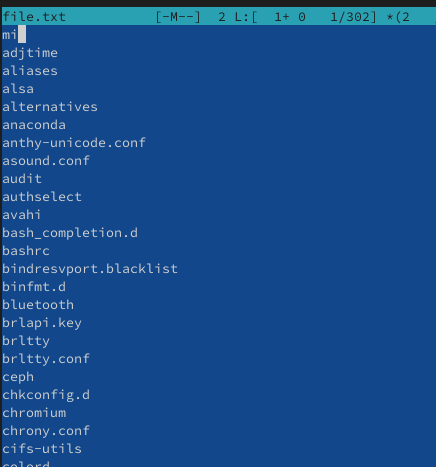 file.txt [-M--] 2 L:[ 1+ 0 1/302] *(2
mi
adjtime
aliases
alsa
alternatives
anaconda
anthy-unicode.conf
asound.conf
audit
authselect
avahi
bash_completion.d
bashrc
bindresvport.blacklist
binfmt.d
bluetooth
brlapi.key
brltty
brltty.conf
ceph
chkconfig.d
chromium
chrony.conf
cifs-utils
colord